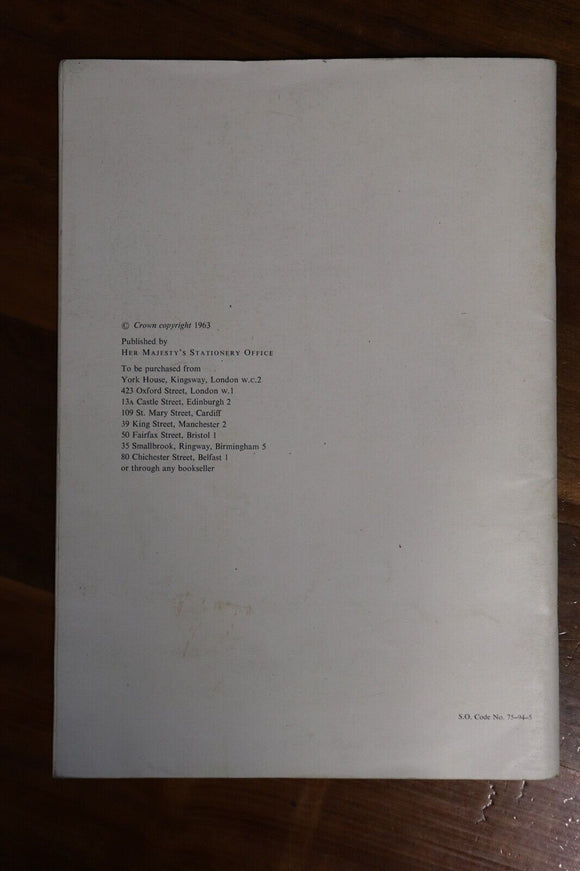 © Crown copyright 1963
Published by
HER MAJESTY'S STATIONERY OFFICE
To be purchased from
York House, Kingsway, London W.C.2
423 Oxford Street, London W.1
13A Castle Street, Edinburgh 2
109 St. Mary Street, Cardiff
39 King Street, Manchester 2
50 Fairfax Street, Bristol 1
35 Smallbrook, Ringway, Birmingham 5
80 Chichester Street, Belfast 1
or through any bookseller
S.O. Code No. 75–94–5